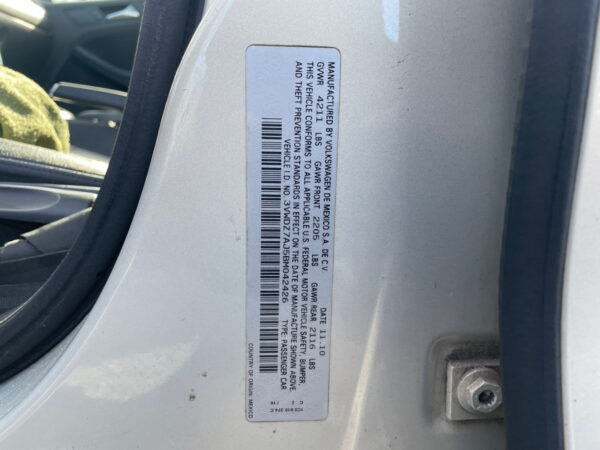 MANUFACTURED BY VOLKSWAGEN DE MEXICO S.A. DE C.V. DATE 11.10
GVWR 4211 LBS GAWR FRONT 2205 LBS GAWR REAR 2116 LBS
THIS VEHICLE CONFORMS TO ALL APPLICABLE U.S. FEDERAL MOTOR VEHICLE SAFETY, BUMPER
AND THEFT PREVENTION STANDARDS IN EFFECT ON THE DATE OF MANUFACTURE SHOWN ABOVE.
VEHICLE I.D. NO. 3VWDZ7AJ5BM042426 TYPE: PASSENGER CAR
COUNTRY OF ORIGIN: MEXICO